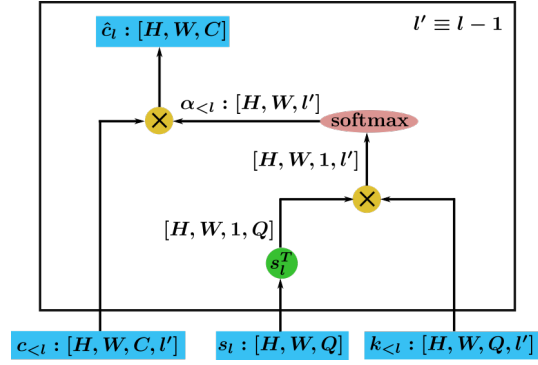 ĉ_l : [H, W, C]
l′ ≡ l − 1
α_{<l} : [H, W, l′]
softmax
[H, W, 1, l′]
[H, W, 1, Q]
s_l^T
c_{<l} : [H, W, C, l′]
s_l : [H, W, Q]
k_{<l} : [H, W, Q, l′]